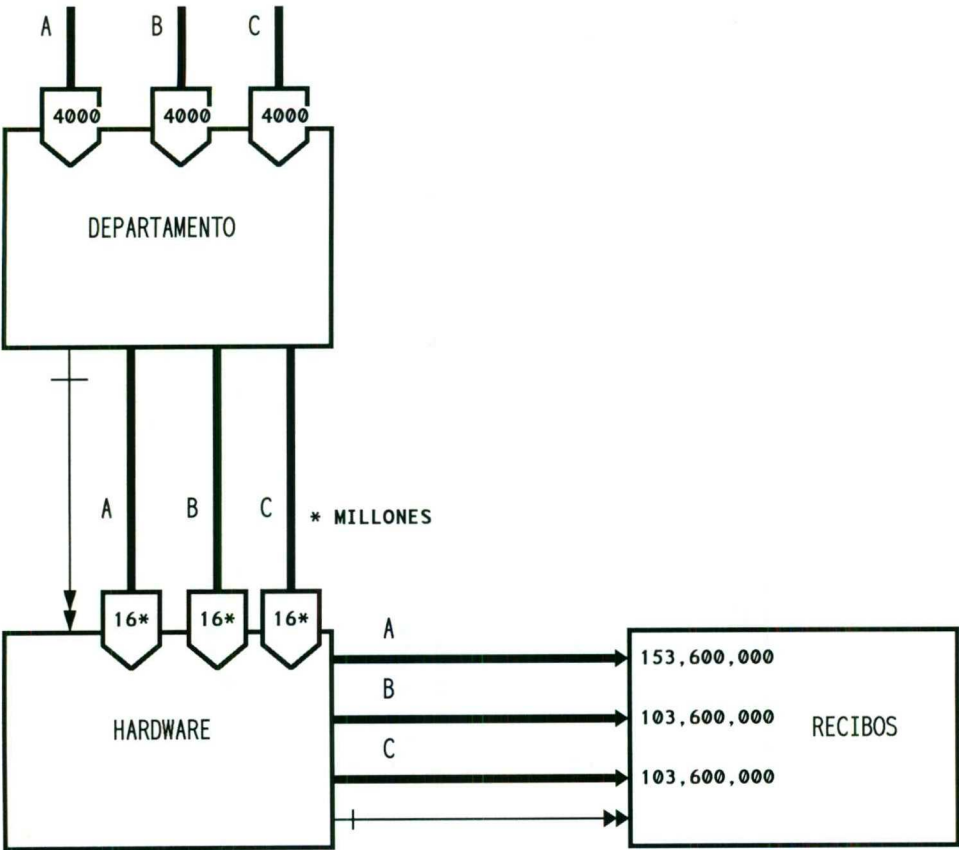 A B C
4000 4000 4000
DEPARTAMENTO
A B C
* MILLONES
16* 16* 16*
A
153,600,000
B
103,600,000
HARDWARE
RECIBOS
C
103,600,000